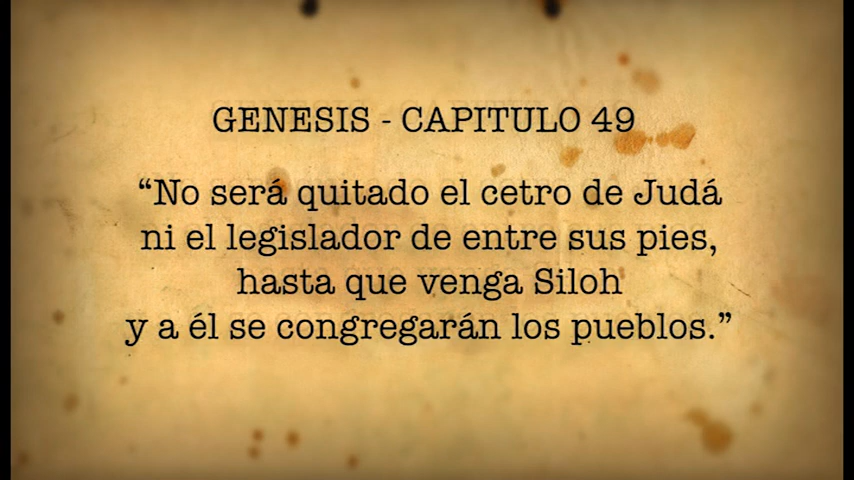 GENESIS - CAPITULO 49
“No será quitado el cetro de Judá
ni el legislador de entre sus pies,
hasta que venga Siloh
y a él se congregarán los pueblos.”